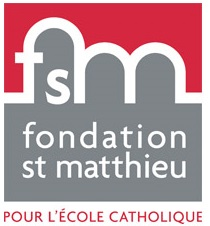 fsm
fondation
st matthieu
POUR L'ÉCOLE CATHOLIQUE